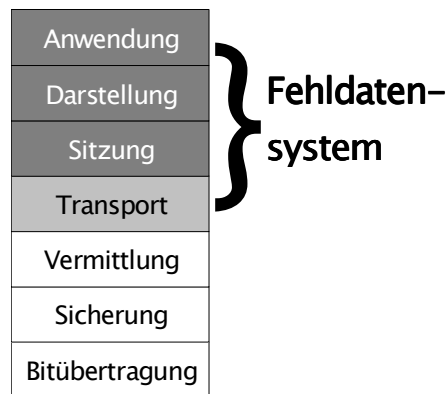 Anwendung
Darstellung
Sitzung
Transport
Vermittlung
Sicherung
Bitübertragung
Fehldaten-
system